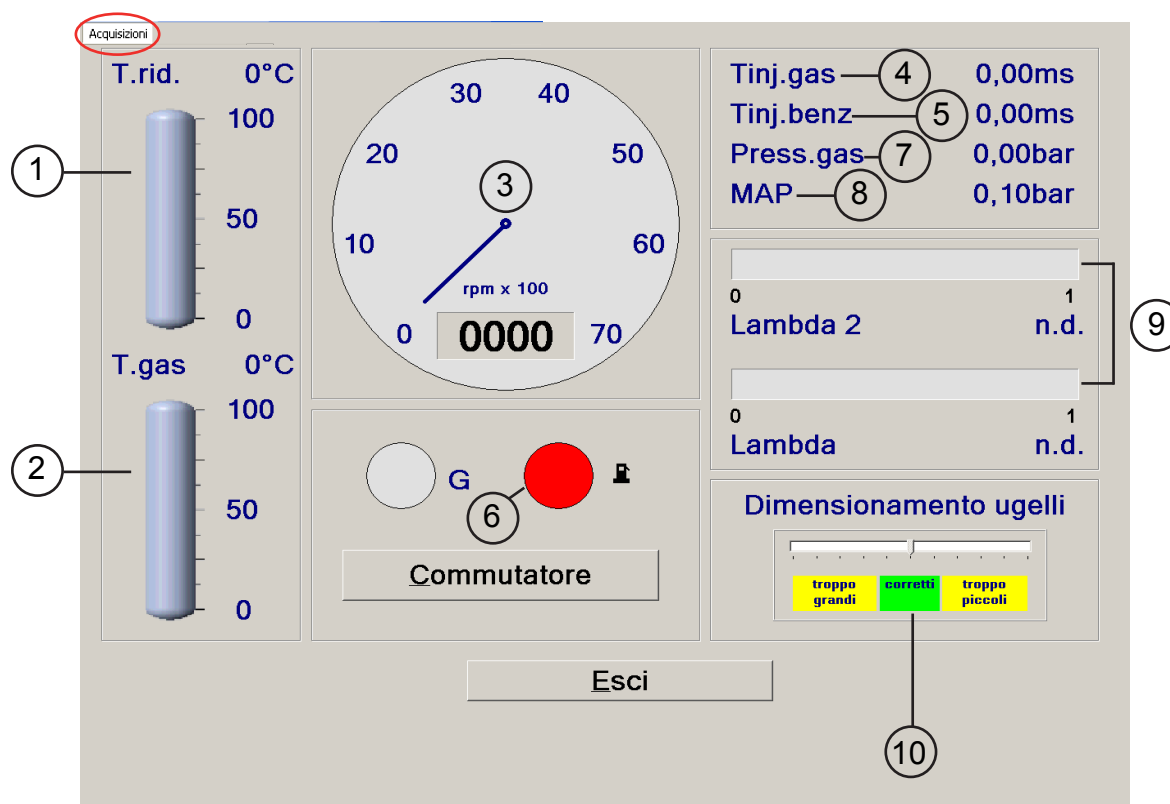 Acquisizioni
T.rid. 0°C
100
50
0
1
T.gas 0°C
100
50
0
2
30 40
20 50
3
10 60
rpm x 100
0 0000 70
G
6
Commutatore
Tinj.gas 4 0,00ms
Tinj.benz 5 0,00ms
Press.gas 7 0,00bar
MAP 8 0,10bar
0 1
Lambda 2 n.d.
9
0 1
Lambda n.d.
Dimensionamento ugelli
troppo grandi
corretti
troppo piccoli
10
Esci